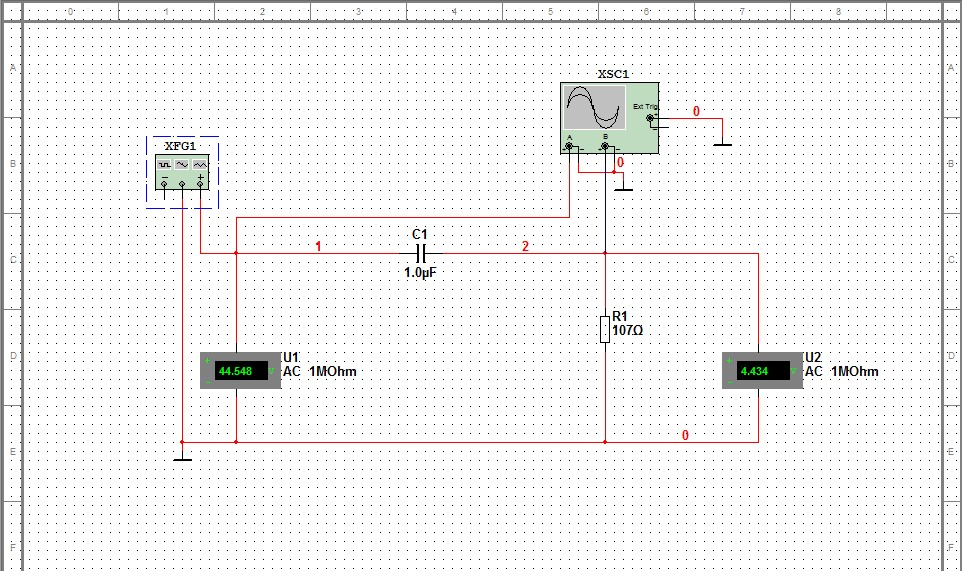 0 1 2 3 4 5 6 7 8
A A
XSC1
Ext Trig
+
-
0
A B
+ - + -
XFG1
B B
0
- +
C1
1 2
C C
1.0µF
R1
107Ω
D D
U1
+ 44.548 V
-
AC 1MOhm
U2
+ 4.434 V
-
AC 1MOhm
0
E E
F F